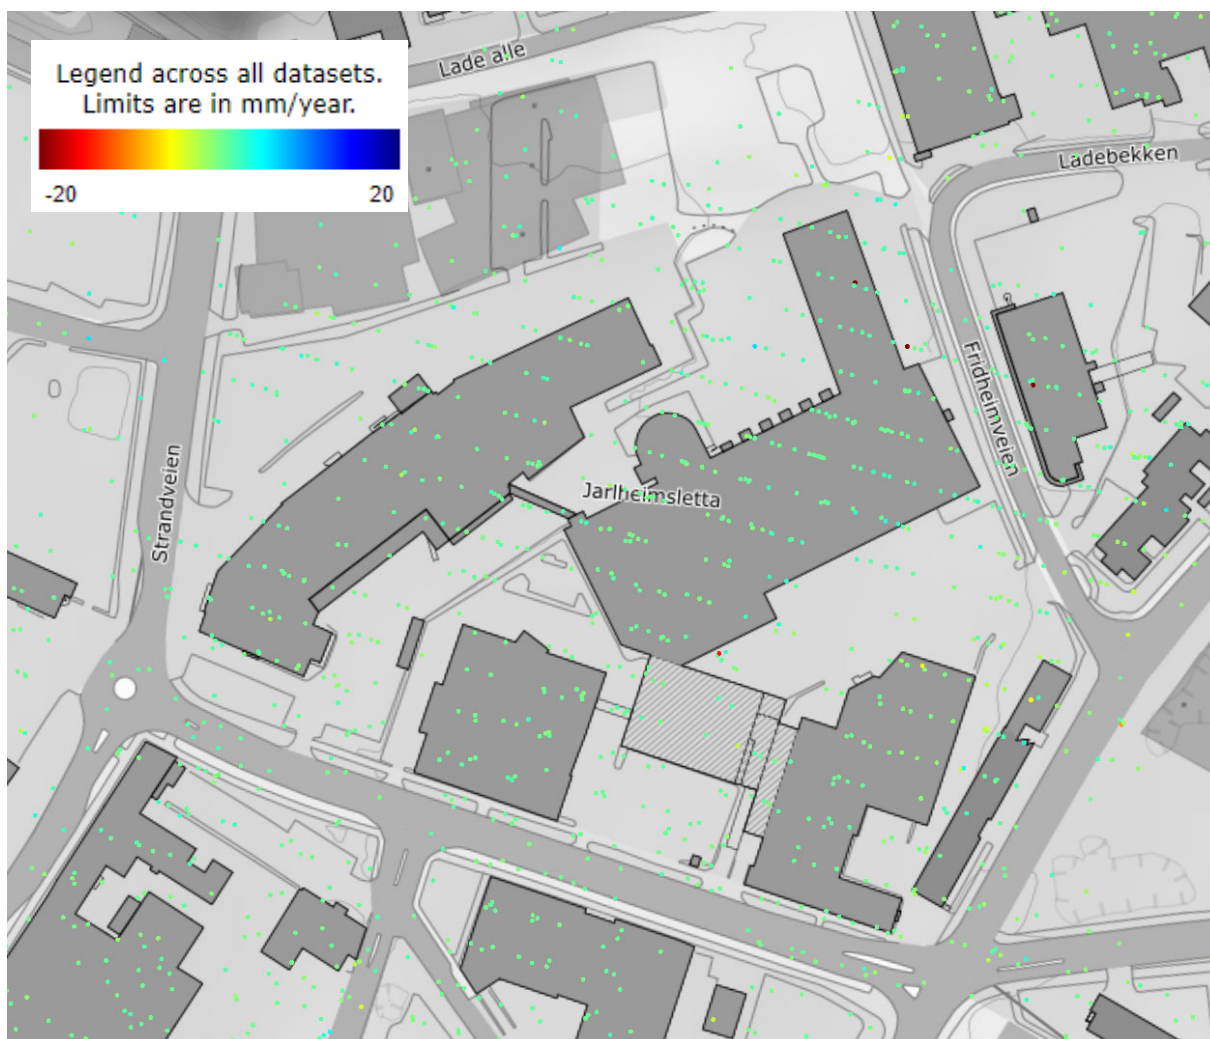 Lade alle
Legend across all datasets.
Limits are in mm/year.
-20 20
Ladebekken
Fridheimveien
Jarlheimsletta
Strandveien